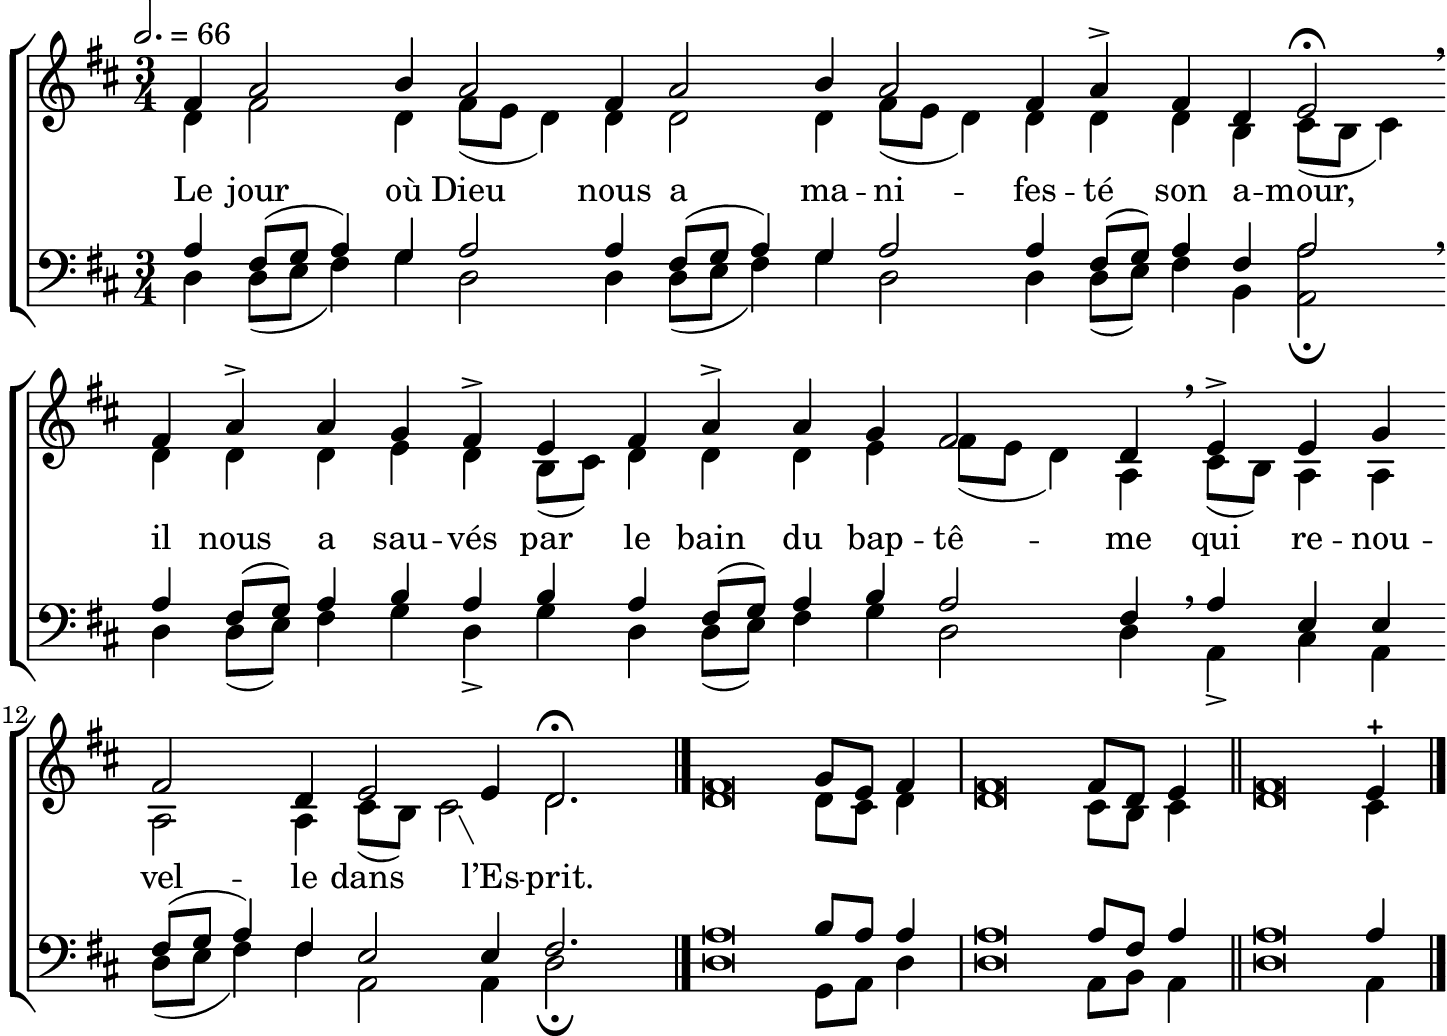 = 66
Le jour où Dieu nous a ma -- ni -- fes -- té son a -- mour,
il nous a sau -- vés par le bain du bap -- tê -- me qui re -- nou --
12
vel -- le dans l’Es -- prit.